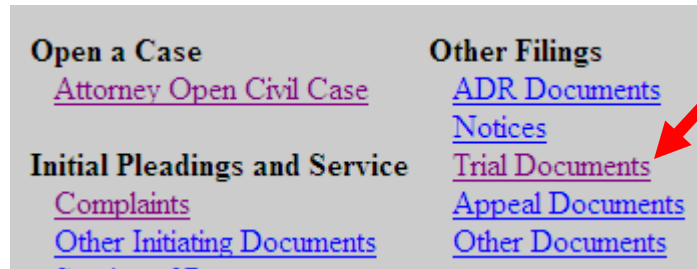 Open a Case
Attorney Open Civil Case
Initial Pleadings and Service
Complaints
Other Initiating Documents
Other Filings
ADR Documents
Notices
Trial Documents
Appeal Documents
Other Documents